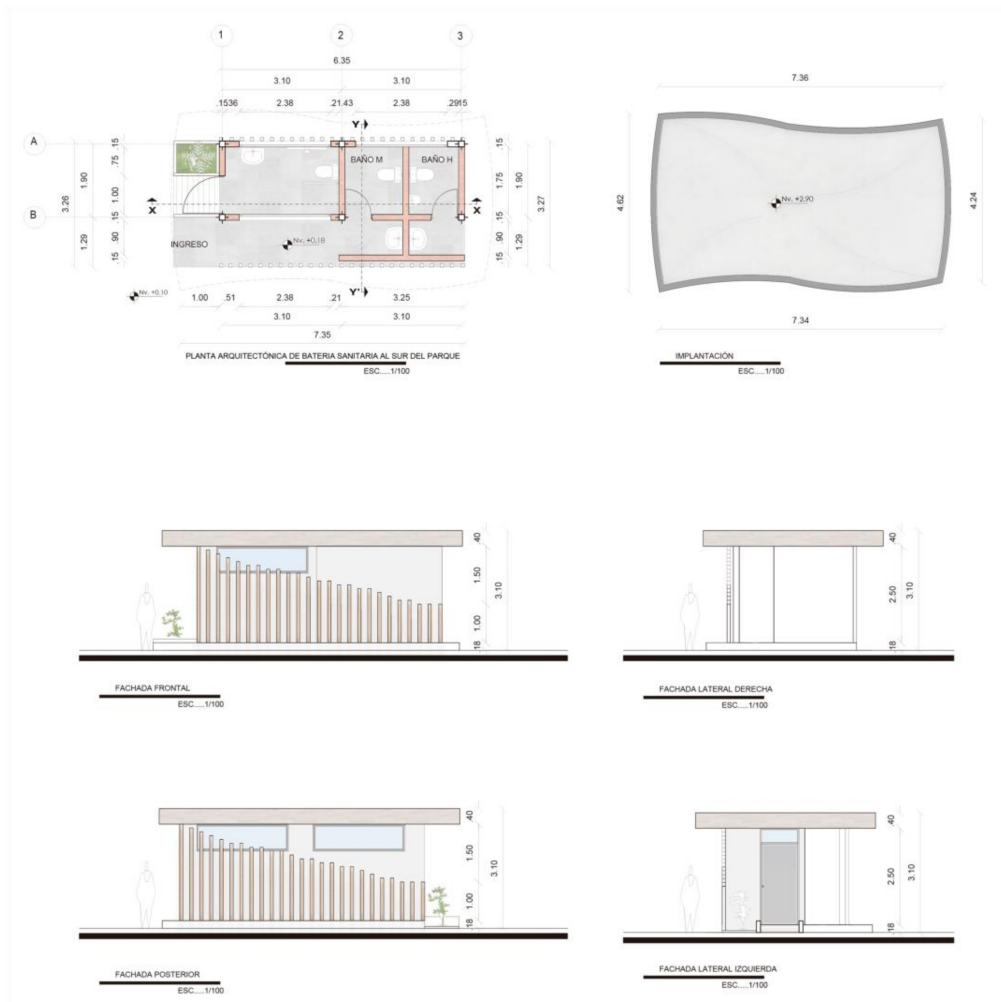 1 2 3
6.35
3.10 3.10
.1536 2.38 .21.43 2.38 .2915
Y
A
.15
.75
1.90
1.00
3.26
B
.15
.90
1.29
.15
BAÑO M BAÑO H
X X
INGRESO
Nv. +0,18
Nv. +0,10
Y'
.15
1.75
1.90
3.27
.15
.90
1.29
.15
1.00 .51 2.38 .21 3.25
3.10 3.10
7.35
PLANTA ARQUITECTÓNICA DE BATERIA SANITARIA AL SUR DEL PARQUE
ESC.....1/100
7.36
4.62
Nv. +2,90
4.24
7.34
IMPLANTACIÓN
ESC.....1/100
.40
1.50
3.10
1.00
.18
FACHADA FRONTAL
ESC.....1/100
.40
2.50
3.10
.18
FACHADA LATERAL DERECHA
ESC.....1/100
.40
1.50
3.10
1.00
.18
FACHADA POSTERIOR
ESC.....1/100
.40
2.50
3.10
.18
FACHADA LATERAL IZQUIERDA
ESC.....1/100